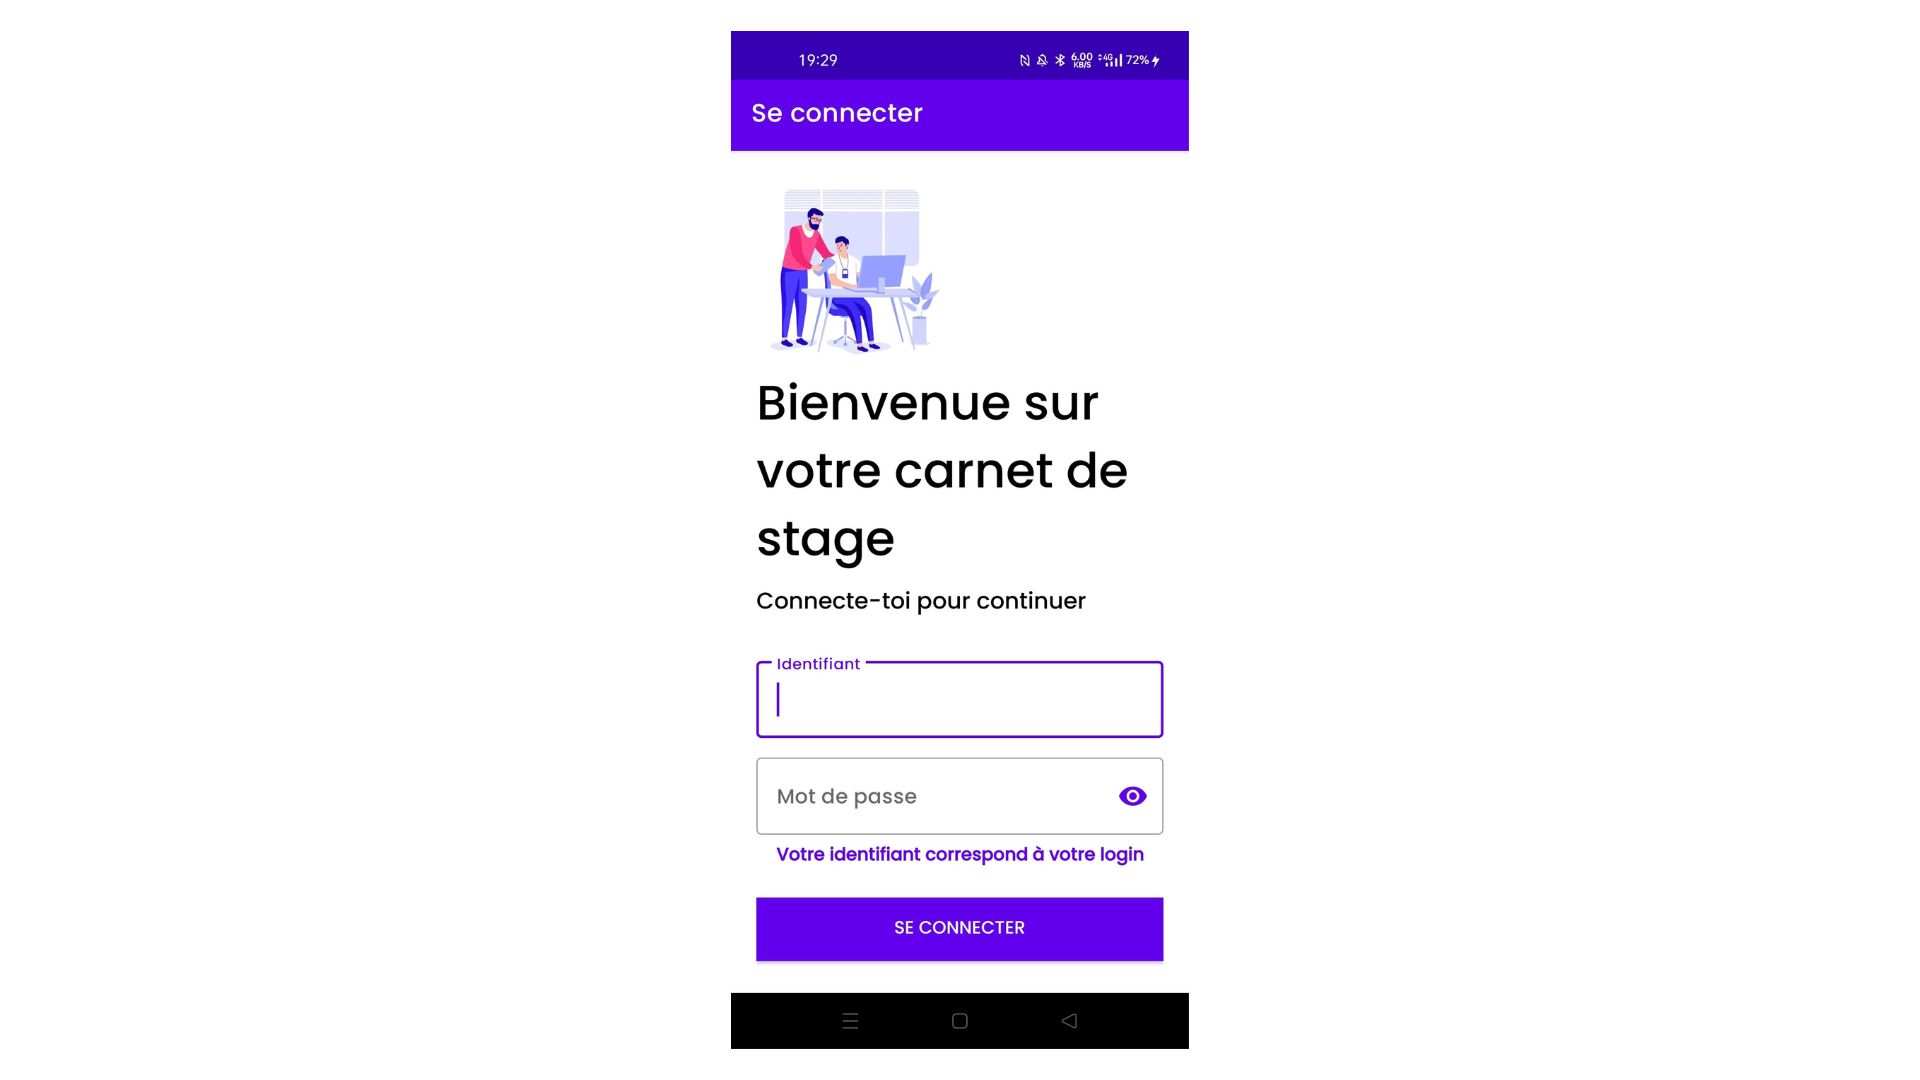 19:29 6.00 KB/S 4G 72%
Se connecter
Bienvenue sur
votre carnet de
stage
Connecte-toi pour continuer
Identifiant
Mot de passe
Votre identifiant correspond à votre login
SE CONNECTER